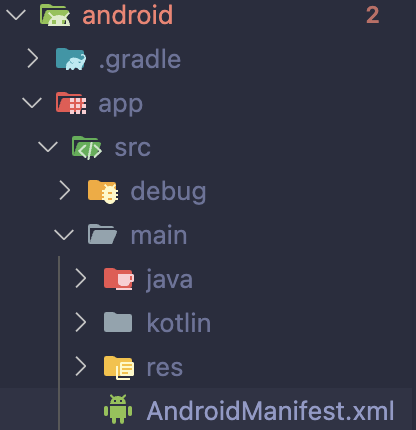 android 2
.gradle
app
src
debug
main
java
kotlin
res
AndroidManifest.xml